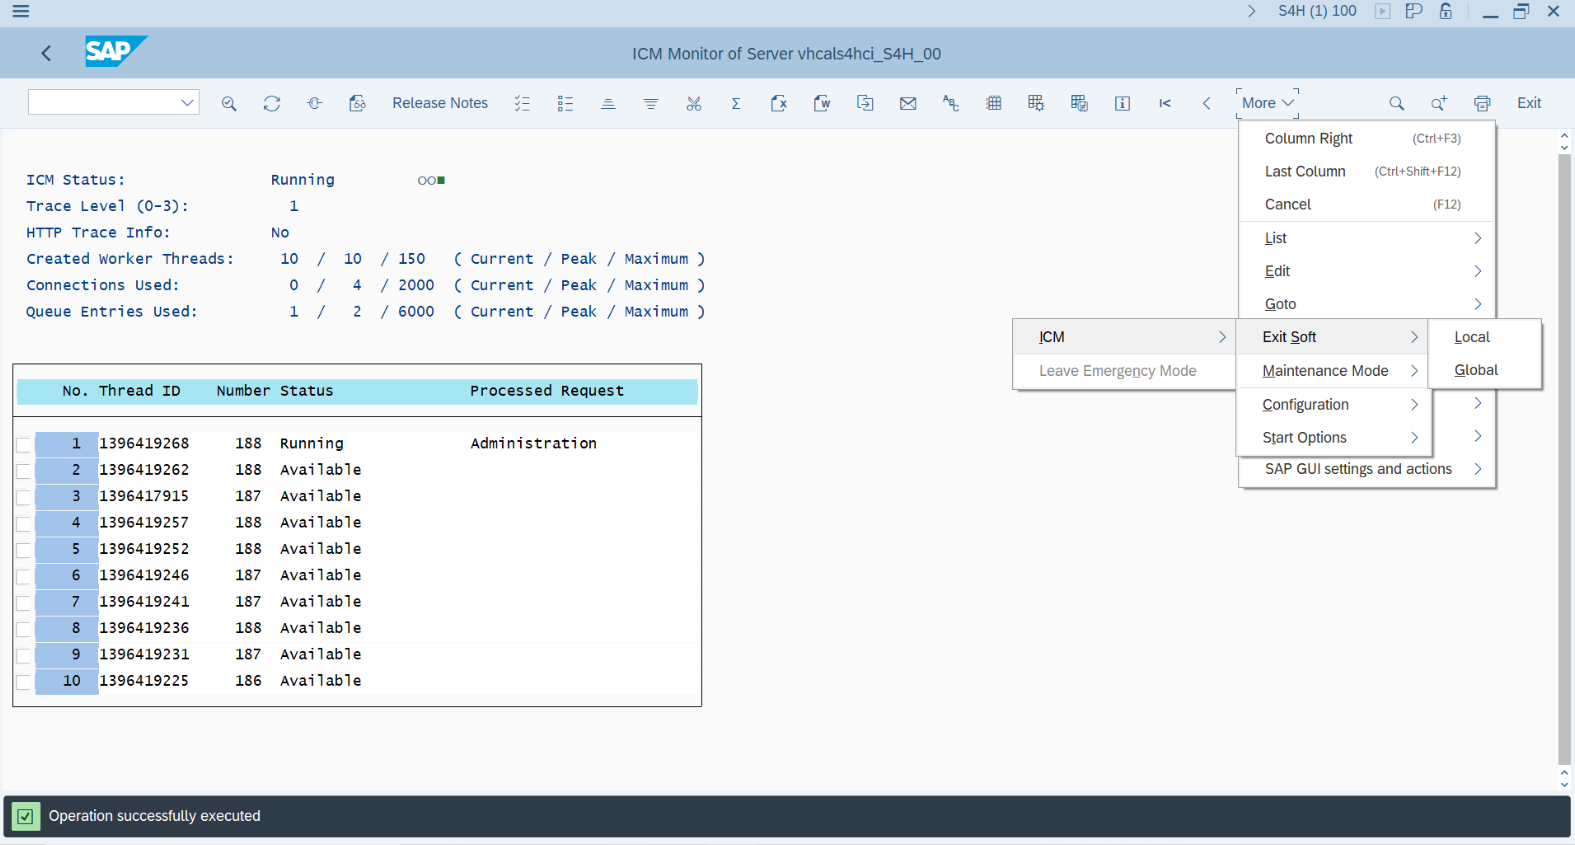 S4H (1) 100
SAP
ICM Monitor of Server vhcals4hci_S4H_00
Release Notes
More
Exit
Column Right (Ctrl+F3)
Last Column (Ctrl+Shift+F12)
Cancel (F12)
List
Edit
Goto
ICM
Leave Emergency Mode
Exit Soft
Maintenance Mode
Configuration
Start Options
Local
Global
SAP GUI settings and actions
ICM Status: Running
Trace Level (0-3): 1
HTTP Trace Info: No
Created Worker Threads: 10 / 10 / 150 ( Current / Peak / Maximum )
Connections Used: 0 / 4 / 2000 ( Current / Peak / Maximum )
Queue Entries Used: 1 / 2 / 6000 ( Current / Peak / Maximum )
No. Thread ID Number Status Processed Request
1 1396419268 188 Running Administration
2 1396419262 188 Available
3 1396417915 187 Available
4 1396419257 188 Available
5 1396419252 188 Available
6 1396419246 187 Available
7 1396419241 187 Available
8 1396419236 188 Available
9 1396419231 187 Available
10 1396419225 186 Available
Operation successfully executed